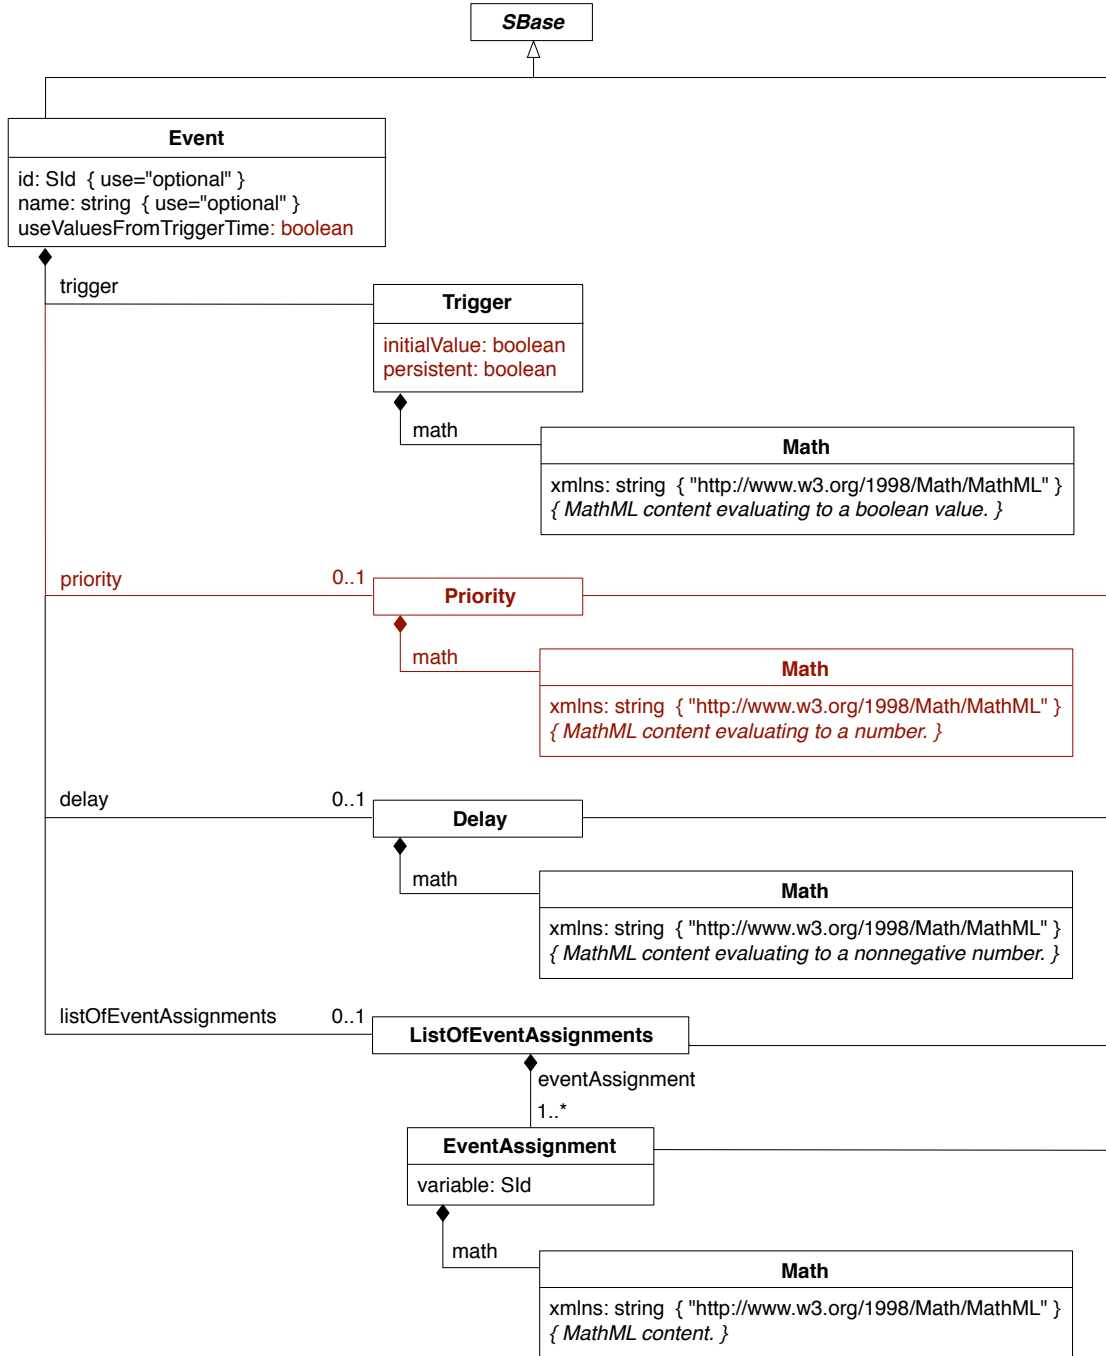 SBase
Event
id: SId { use="optional" }
name: string { use="optional" }
useValuesFromTriggerTime: boolean
trigger
Trigger
initialValue: boolean
persistent: boolean
math
Math
xmlns: string { "http://www.w3.org/1998/Math/MathML" }
{ MathML content evaluating to a boolean value. }
priority 0..1
Priority
math
Math
xmlns: string { "http://www.w3.org/1998/Math/MathML" }
{ MathML content evaluating to a number. }
delay 0..1
Delay
math
Math
xmlns: string { "http://www.w3.org/1998/Math/MathML" }
{ MathML content evaluating to a nonnegative number. }
listOfEventAssignments 0..1
ListOfEventAssignments
eventAssignment
1..*
EventAssignment
variable: SId
math
Math
xmlns: string { "http://www.w3.org/1998/Math/MathML" }
{ MathML content. }